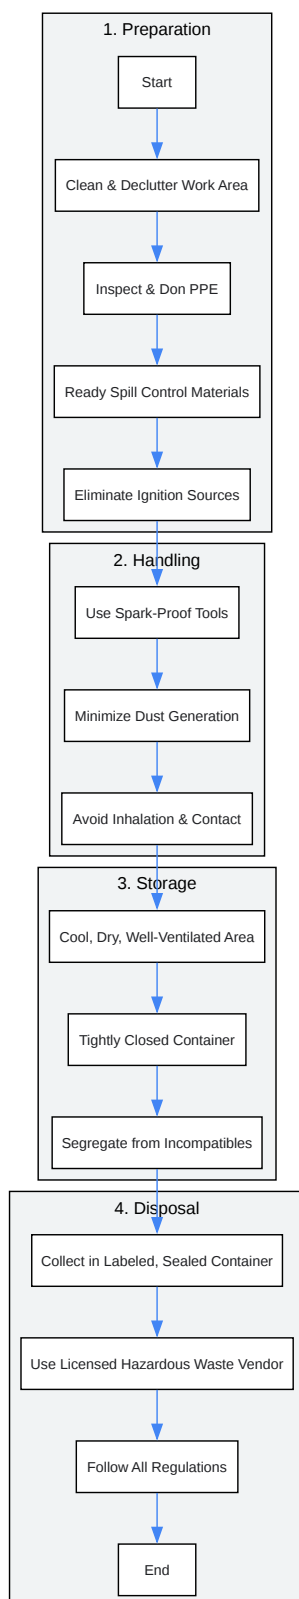 1. Preparation
Start
Clean & Declutter Work Area
Inspect & Don PPE
Ready Spill Control Materials
Eliminate Ignition Sources
2. Handling
Use Spark-Proof Tools
Minimize Dust Generation
Avoid Inhalation & Contact
3. Storage
Cool, Dry, Well-Ventilated Area
Tightly Closed Container
Segregate from Incompatibles
4. Disposal
Collect in Labeled, Sealed Container
Use Licensed Hazardous Waste Vendor
Follow All Regulations
End